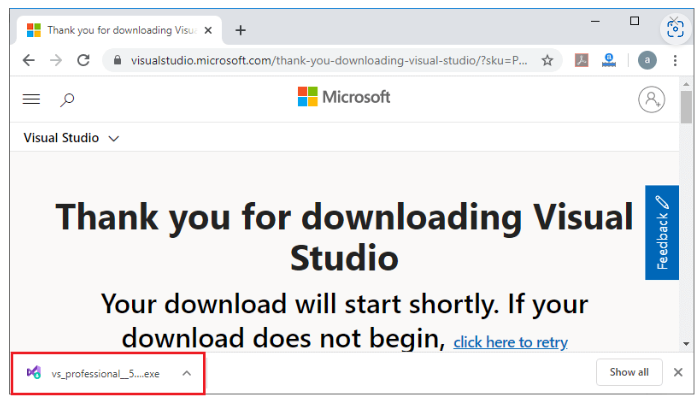 Thank you for downloading Visu
visualstudio.microsoft.com/thank-you-downloading-visual-studio/?sku=P...
a
Microsoft
Visual Studio
Thank you for downloading Visual
Studio
Feedback
Your download will start shortly. If your
download does not begin, click here to retry
vs_professional__5....exe
Show all